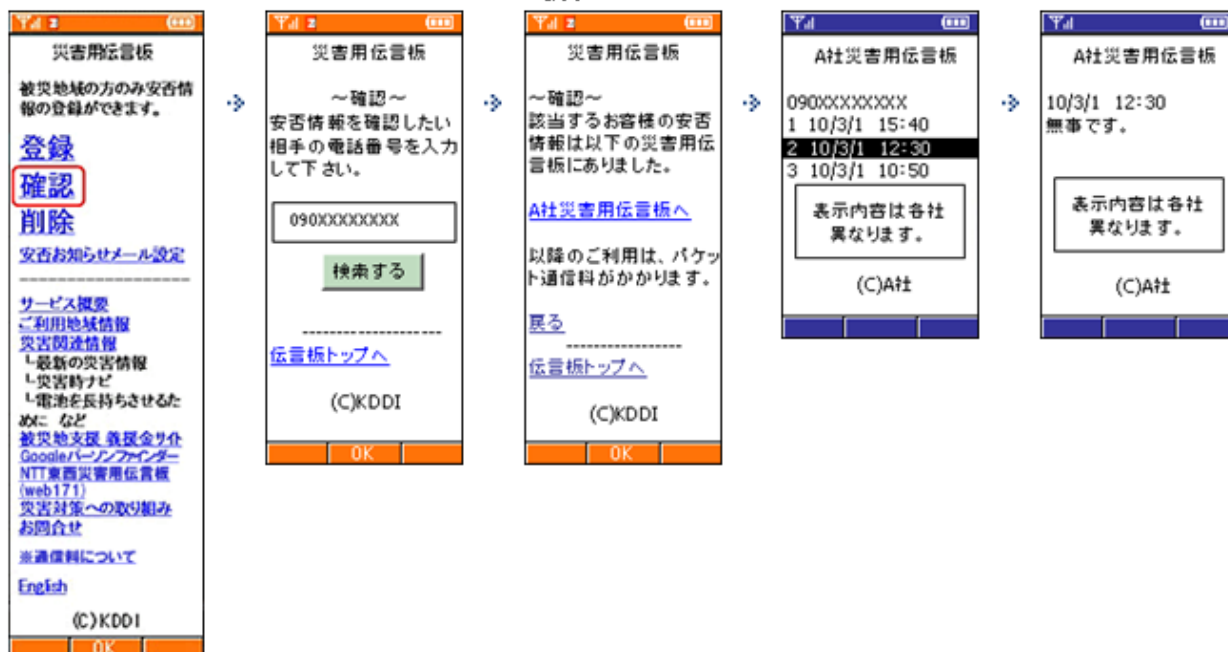 災害用伝言板
被災地域の方のみ安否情
報の登録ができます。
登録
確認
削除
安否お知らせメール設定
--------------------
サービス概要
ご利用地域情報
災害関連情報
└最新の災害情報
└災害時ナビ
└電池を長持ちさせるた
めに など
被災地支援 義援金サイト
Googleパーソンファインダー
NTT東西災害用伝言板
(web171)
災害対策への取り組み
お問合せ
※通信料について
English
(C)KDDI
OK
災害用伝言板
~確認~
安否情報を確認したい
相手の電話番号を入力
して下さい。
090XXXXXXXX
検索する
--------------------
伝言板トップへ
(C)KDDI
OK
災害用伝言板
~確認~
該当するお客様の安否
情報は以下の災害用伝
言板にありました。
A社災害用伝言板へ
以降のご利用は、パケッ
ト通信料がかかります。
戻る
-----------------
伝言板トップへ
(C)KDDI
OK
A社災害用伝言板
090XXXXXXXX
1 10/3/1 15:40
2 10/3/1 12:30
3 10/3/1 10:50
表示内容は各社
異なります。
(C)A社
A社災害用伝言板
10/3/1 12:30
無事です。
表示内容は各社
異なります。
(C)A社